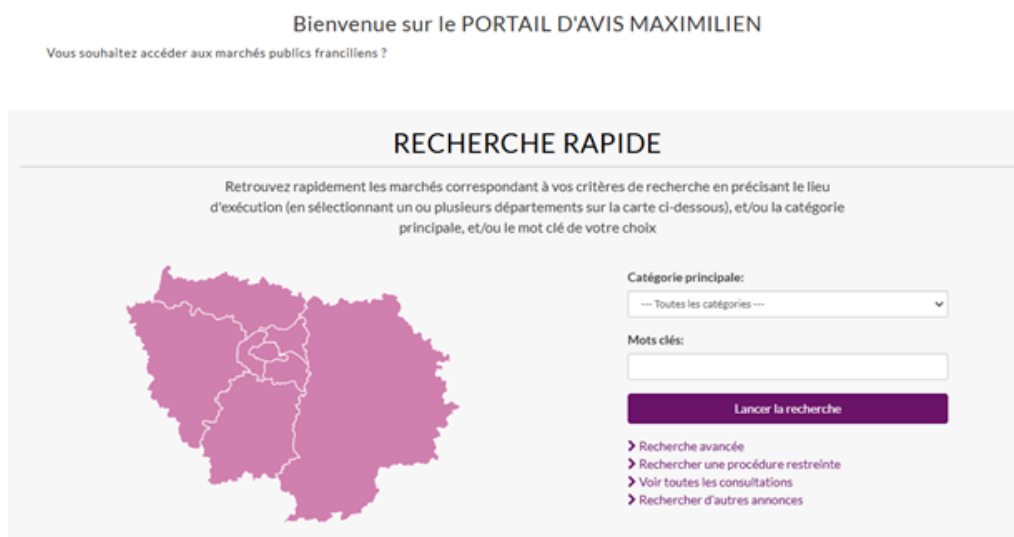 Bienvenue sur le PORTAIL D'AVIS MAXIMILIEN
Vous souhaitez accéder aux marchés publics franciliens ?
RECHERCHE RAPIDE
Retrouvez rapidement les marchés correspondant à vos critères de recherche en précisant le lieu
d'exécution (en sélectionnant un ou plusieurs départements sur la carte ci-dessous), et/ou la catégorie
principale, et/ou le mot clé de votre choix
Catégorie principale:
--- Toutes les catégories ---
Mots clés:
Lancer la recherche
Recherche avancée
Rechercher une procédure restreinte
Voir toutes les consultations
Rechercher d'autres annonces